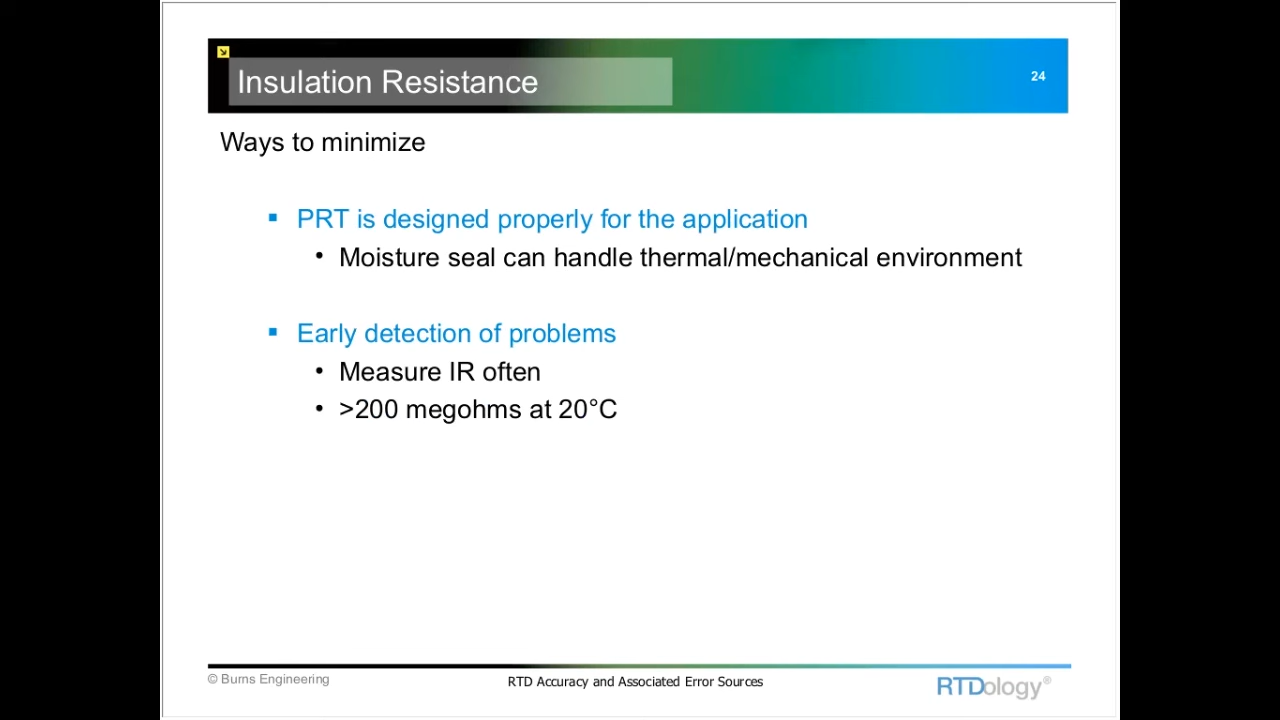 Insulation Resistance
24
Ways to minimize
▪ PRT is designed properly for the application
• Moisture seal can handle thermal/mechanical environment
▪ Early detection of problems
• Measure IR often
• >200 megohms at 20°C
© Burns Engineering
RTD Accuracy and Associated Error Sources
RTDology®